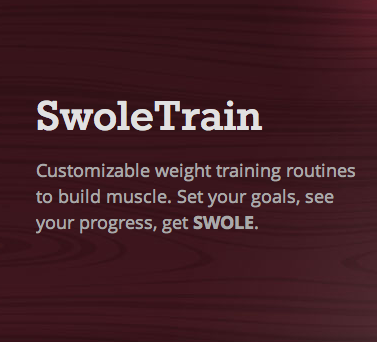 SwoleTrain
Customizable weight training routines
to build muscle. Set your goals, see
your progress, get SWOLE.